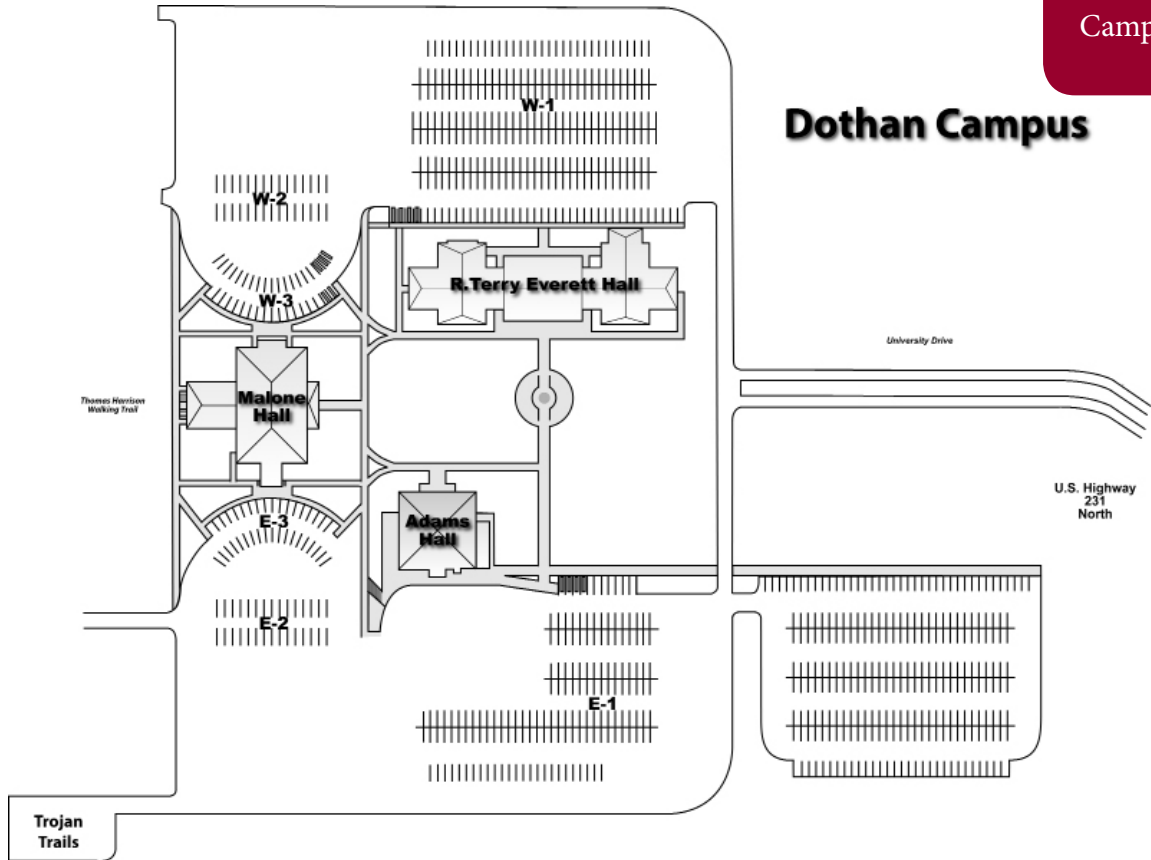 Camp
Dothan Campus
W-1
W-2
W-3
R.Terry Everett Hall
University Drive
Thomas Harrison
Walking Trail
Malone
Hall
U.S. Highway
231
North
E-3
Adams
Hall
E-2
E-1
Trojan
Trails